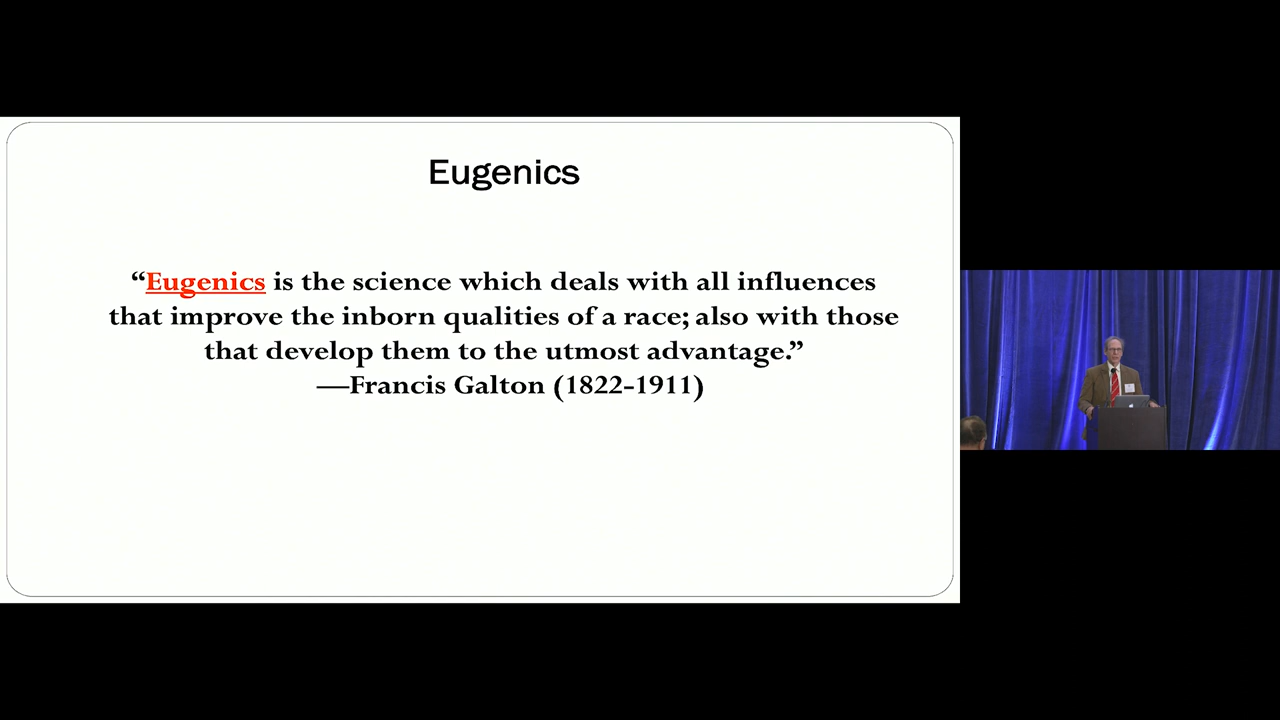 Eugenics
“Eugenics is the science which deals with all influences
that improve the inborn qualities of a race; also with those
that develop them to the utmost advantage.”
—Francis Galton (1822-1911)